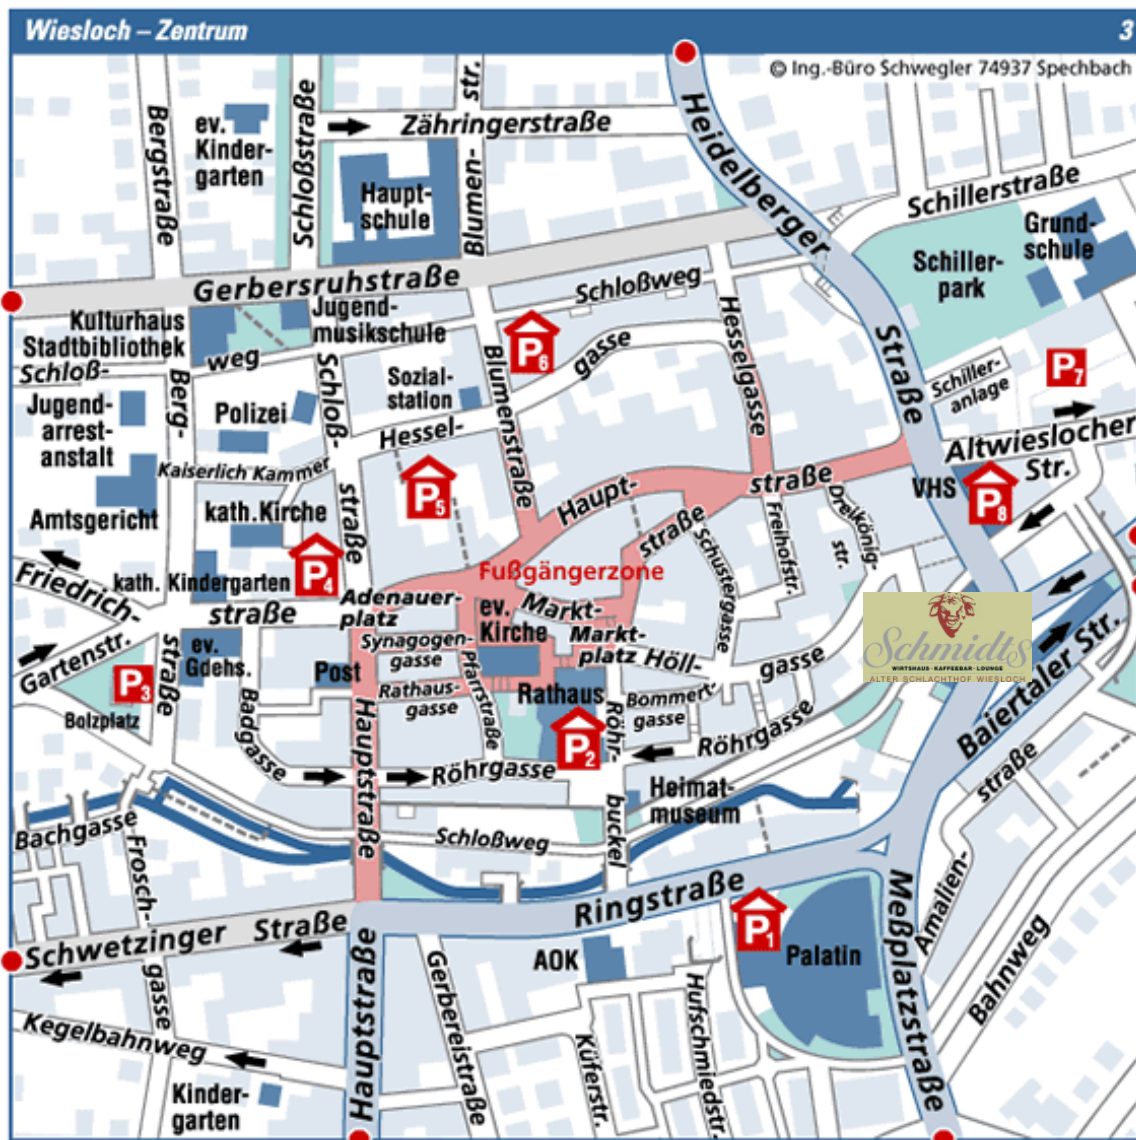 Wiesloch – Zentrum
3
© Ing.-Büro Schwegler 74937 Spechbach
Bergstraße
ev.
Kinder-
garten
Schloßstraße
Zähringerstraße
Blumen-
str.
Haupt-
schule
Heidelberger
Straße
Schillerstraße
Grund-
schule
Schiller-
park
Gerbersruhstraße
Schloßweg
Kulturhaus
Stadtbibliothek
Jugend-
musikschule
Schloß-
weg
P6
gasse
Hesselgasse
P7
Schiller-
anlage
Jugend-
arrest-
anstalt
Berg-
Polizei
Schloß-
Sozial-
station
Blumenstraße
Hessel-
Altwieslocher
Str.
Kaiserlich Kammer
P5
VHS
P8
Amtsgericht
kath. Kirche
straße
Haupt-
straße
straße
Schustergasse
Freihofstr.
Dreikönig-
str.
P4
Fußgängerzone
Friedrich-
kath. Kindergarten
straße
Adenauer-
platz
ev.
Kirche
Markt-
Markt-
platz
Höll-
gasse
Gartenstr.
straße
ev.
Gdehs.
Synagogen-
gasse
Post
Pfarrstraße
Rathaus-
gasse
Rathaus
Bommert-
gasse
P3
Bolzplatz
Badgasse
Hauptstraße
P2
Röhr-
buckel
Röhrgasse
Röhrgasse
Schmidts
WIRTSHAUS · KAFFEEBAR · LOUNGE
ALTER SCHLACHTHOF WIESLOCH
Baiertaler Str.
Heimat-
museum
straße
Bachgasse
Schloßweg
Frosch-
gasse
Amalien-
Ringstraße
P1
Palatin
Meßplatzstraße
Schwetzinger Straße
AOK
Bahnweg
Hauptstraße
Gerbereistraße
Hufschmiedstr.
Küferstr.
Kegelbahnweg
Kinder-
garten